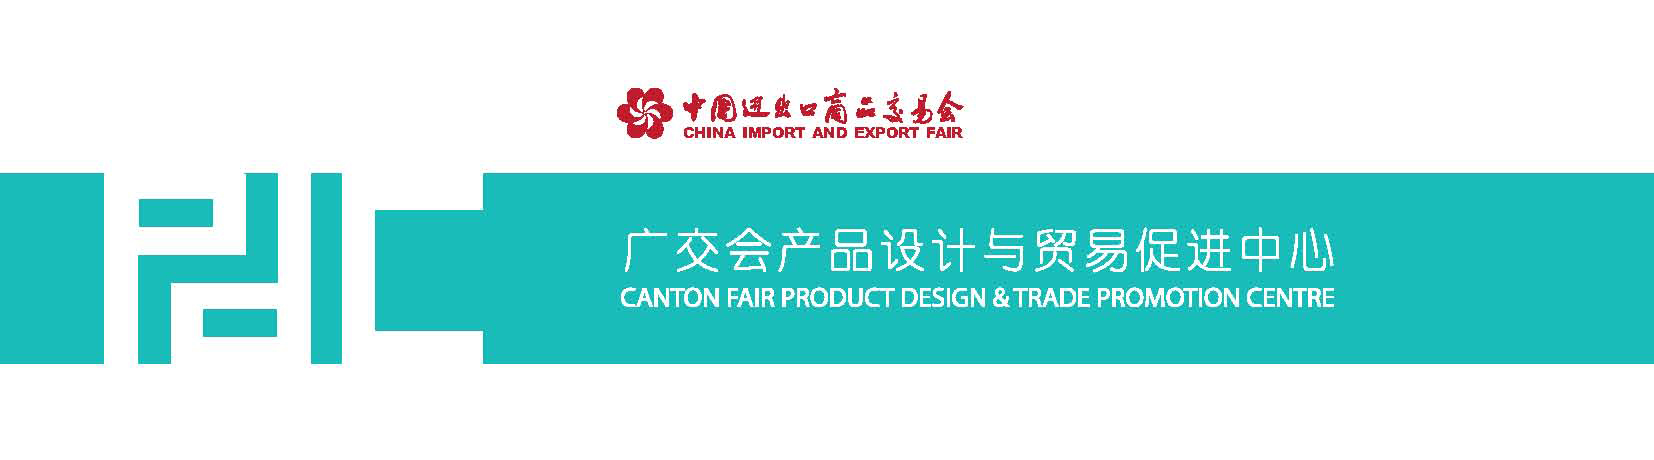 中国进出口商品交易会
CHINA IMPORT AND EXPORT FAIR
广交会产品设计与贸易促进中心
CANTON FAIR PRODUCT DESIGN & TRADE PROMOTION CENTRE